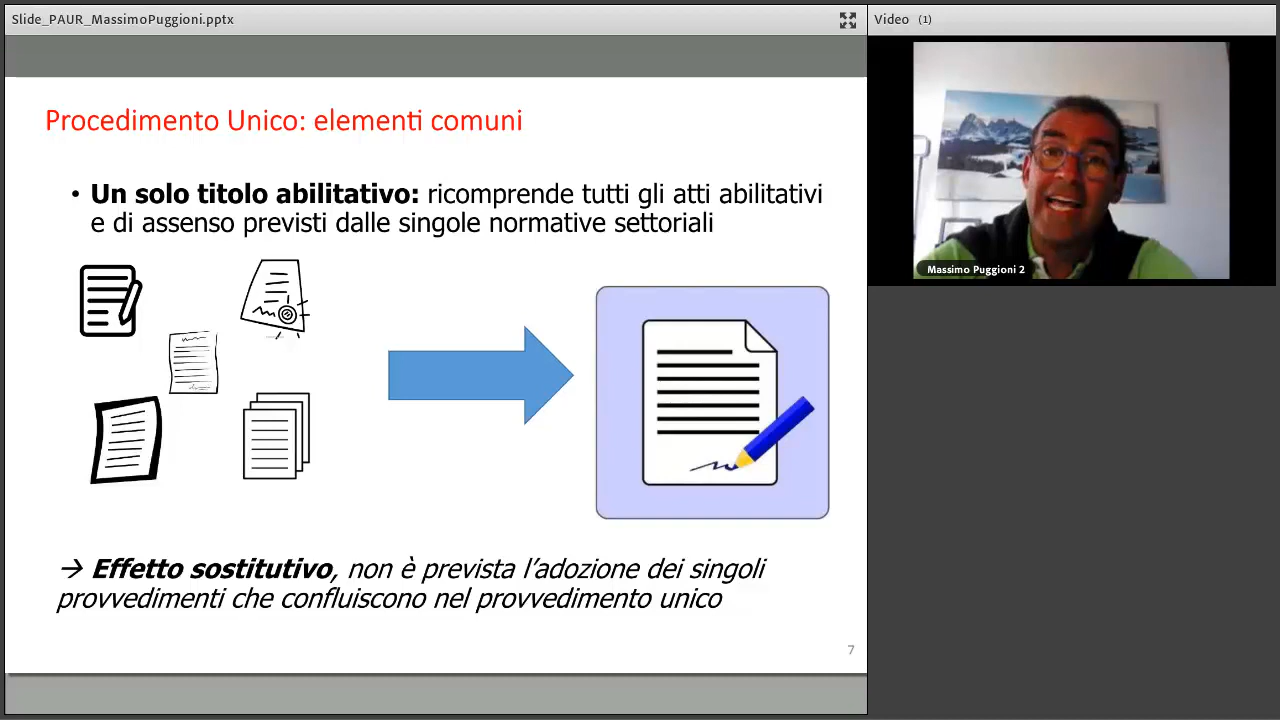 Slide_PAUR_MassimoPuggioni.pptx
Video (1)
Procedimento Unico: elementi comuni
• Un solo titolo abilitativo: ricomprende tutti gli atti abilitativi
e di assenso previsti dalle singole normative settoriali
→ Effetto sostitutivo, non è prevista l’adozione dei singoli
provvedimenti che confluiscono nel provvedimento unico
7
Massimo Puggioni 2